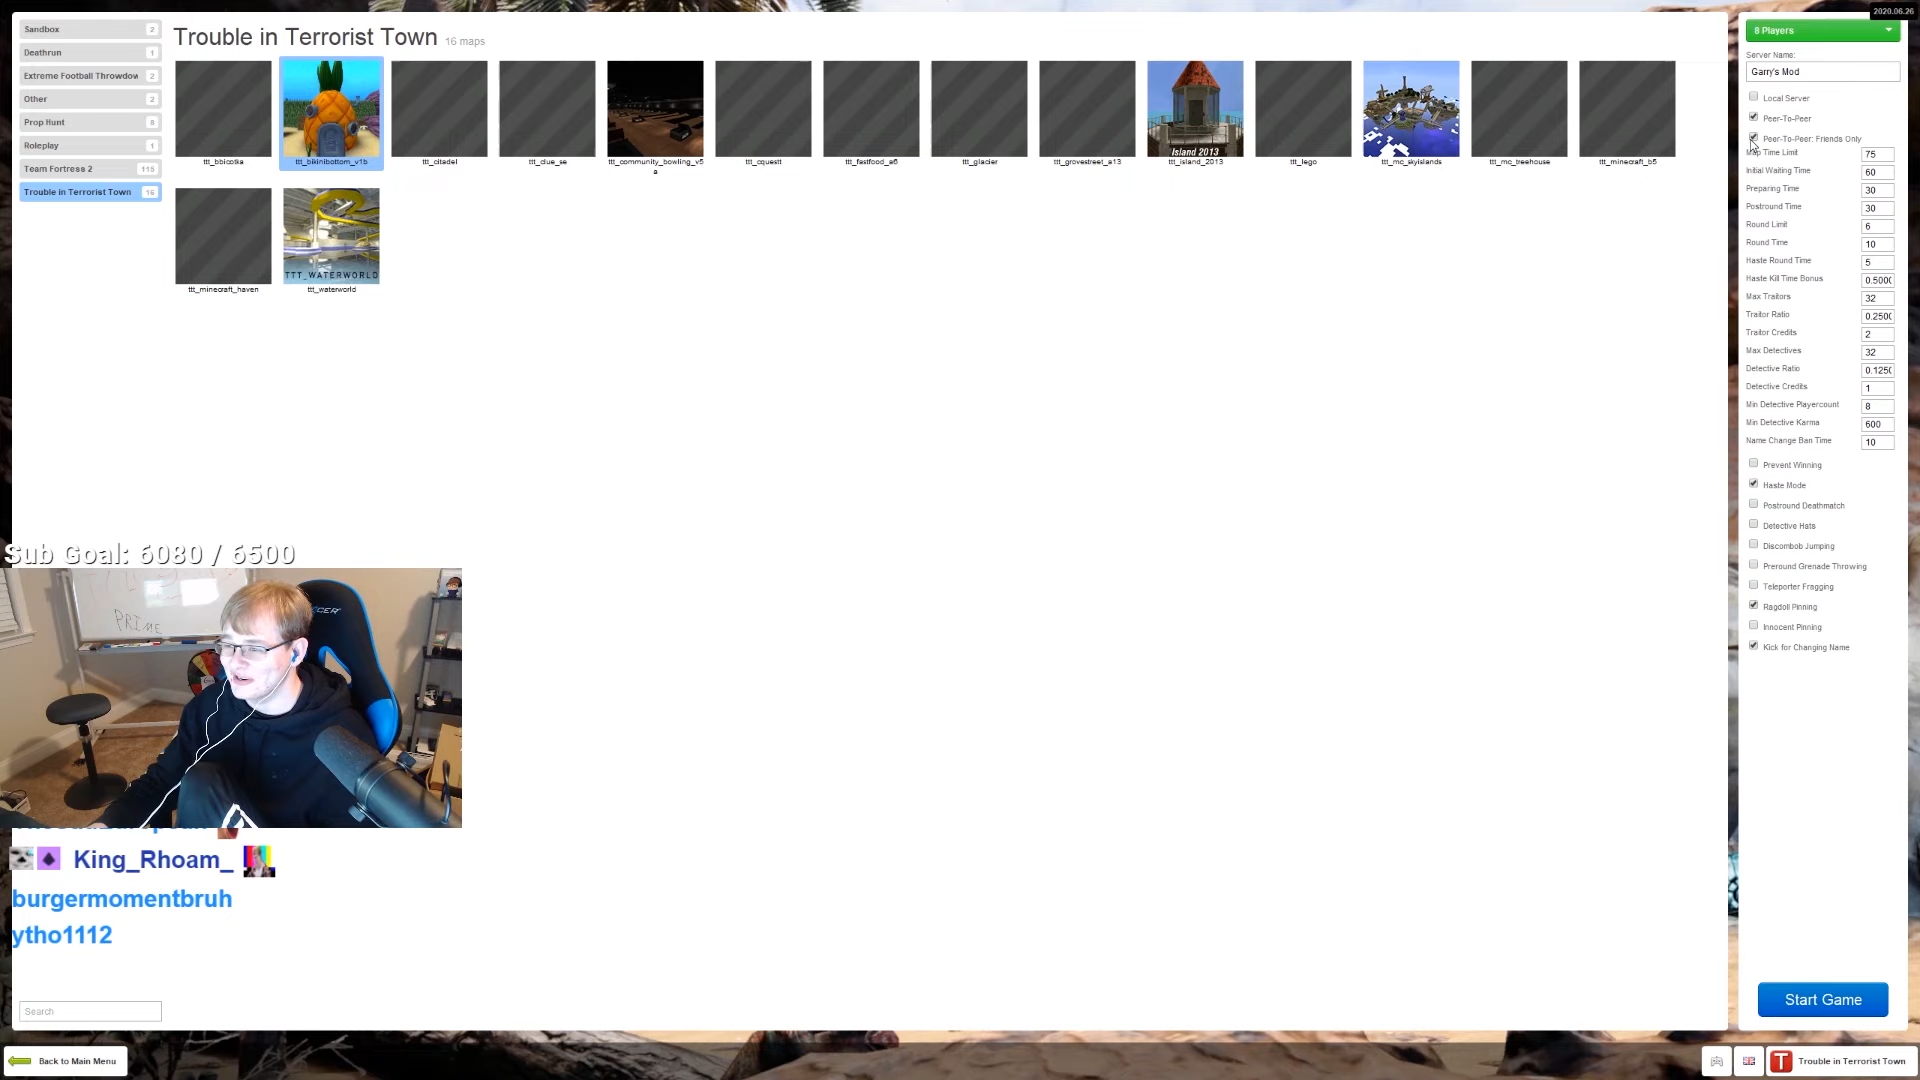 2020.06.26
Sandbox 2
Deathrun 1
Extreme Football Throwdow 2
Other 2
Prop Hunt 8
Roleplay 1
Team Fortress 2 115
Trouble in Terrorist Town 16
Trouble in Terrorist Town 16 maps
ttt_bbicotka
ttt_bikinibottom_v1b
ttt_citadel
ttt_clue_se
ttt_community_bowling_v5a
ttt_cquestt
ttt_fastfood_a6
ttt_glacier
ttt_grovestreet_a13
Island 2013
ttt_island_2013
ttt_lego
ttt_mc_skyislands
ttt_mc_treehouse
ttt_minecraft_b5
ttt_minecraft_haven
TTT_WATERWORLD
ttt_waterworld
8 Players
Server Name:
Garry's Mod
Local Server
Peer-To-Peer
Peer-To-Peer: Friends Only
Map Time Limit 75
Initial Waiting Time 60
Preparing Time 30
Postround Time 30
Round Limit 6
Round Time 10
Haste Round Time 5
Haste Kill Time Bonus 0.500
Max Traitors 32
Traitor Ratio 0.250
Traitor Credits 2
Max Detectives 32
Detective Ratio 0.125
Detective Credits 1
Min Detective Playercount 8
Min Detective Karma 600
Name Change Ban Time 10
Prevent Winning
Haste Mode
Postround Deathmatch
Detective Hats
Discombob Jumping
Preround Grenade Throwing
Teleporter Fragging
Ragdoll Pinning
Innocent Pinning
Kick for Changing Name
Sub Goal: 6080 / 6500
PRIME
King_Rhoam_
burgermomentbruh
ytho1112
Search
Start Game
Back to Main Menu
T Trouble in Terrorist Town